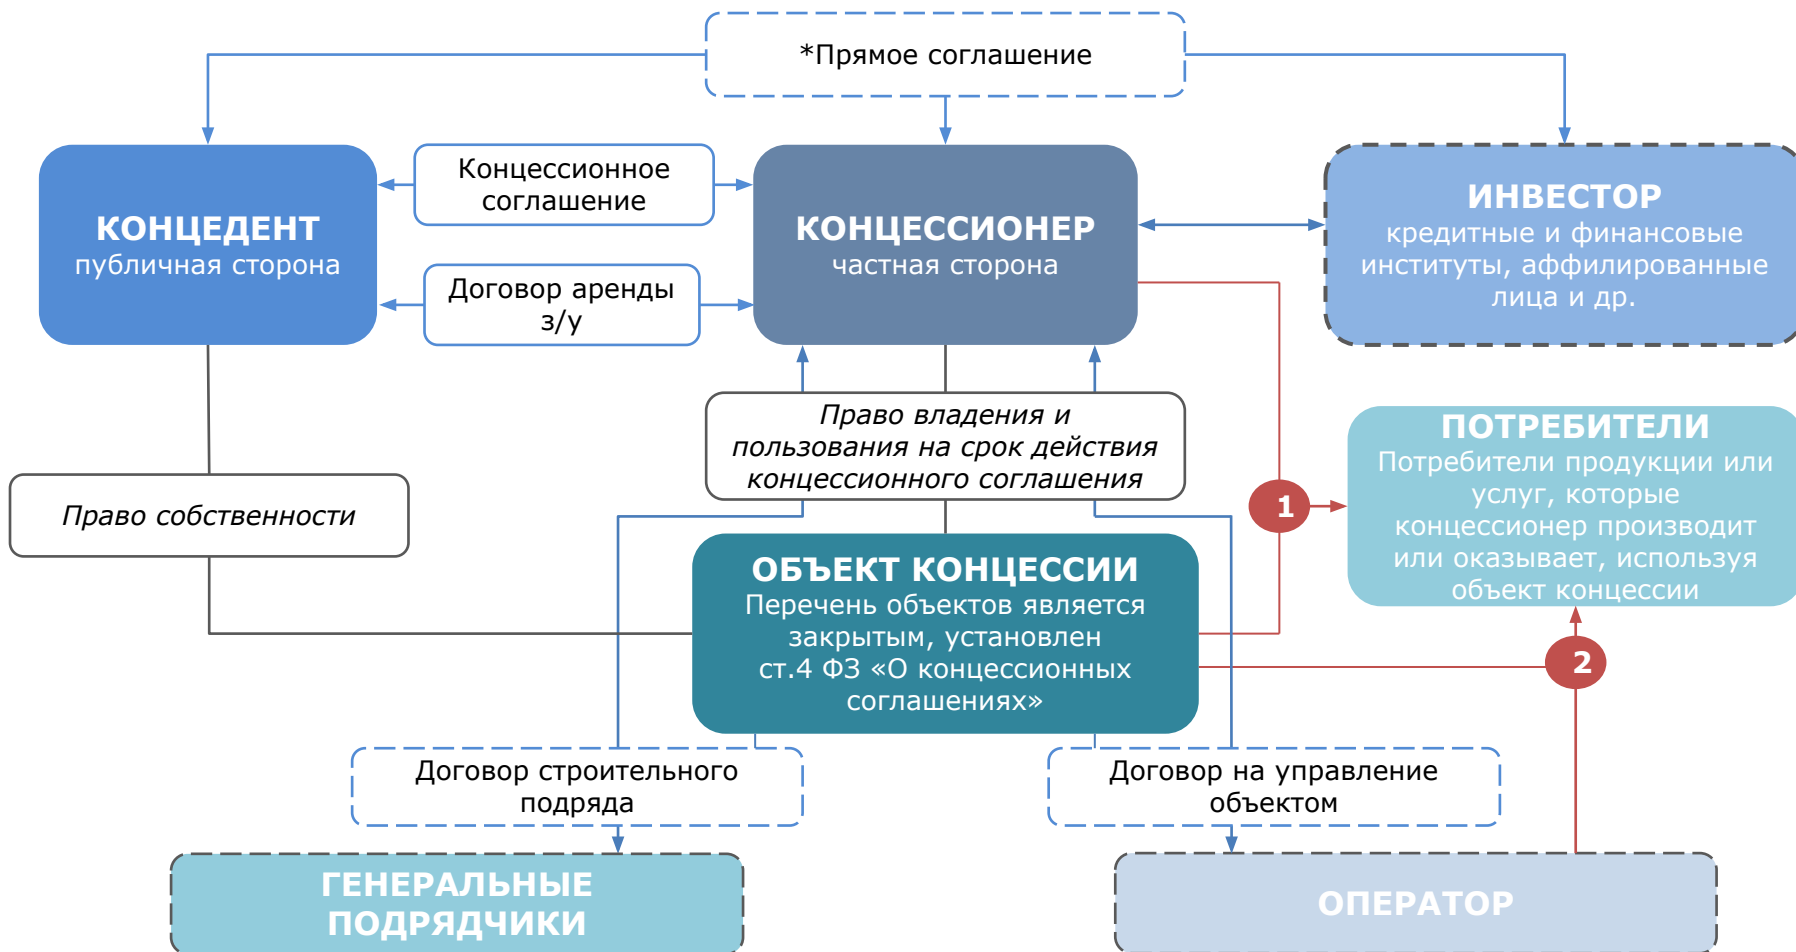 *Прямое соглашение
КОНЦЕДЕНТ
публичная сторона
Концессионное
соглашение
Договор аренды
з/у
КОНЦЕССИОНЕР
частная сторона
ИНВЕСТОР
кредитные и финансовые
институты, аффилированные
лица и др.
Право собственности
Право владения и
пользования на срок действия
концессионного соглашения
1
ПОТРЕБИТЕЛИ
Потребители продукции или
услуг, которые
концессионер производит
или оказывает, используя
объект концессии
ОБЪЕКТ КОНЦЕССИИ
Перечень объектов является
закрытым, установлен
ст.4 ФЗ «О концессионных
соглашениях»
2
Договор строительного
подряда
Договор на управление
объектом
ГЕНЕРАЛЬНЫЕ
ПОДРЯДЧИКИ
ОПЕРАТОР